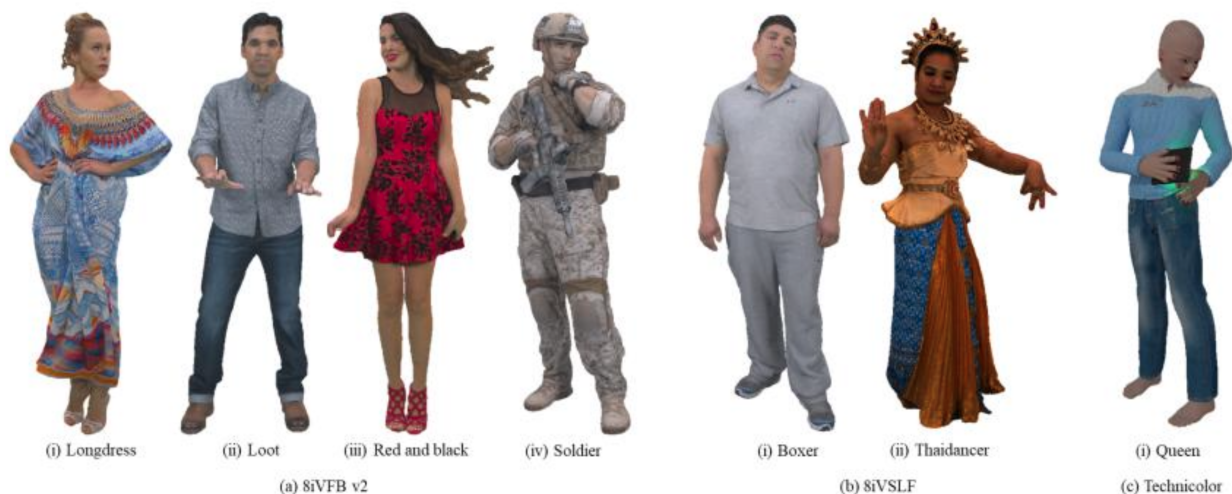 (i) Longdress
(ii) Loot
(iii) Red and black
(iv) Soldier
(i) Boxer
(ii) Thaidancer
(i) Queen
(a) 8iVFB v2
(b) 8iVSLF
(c) Technicolor